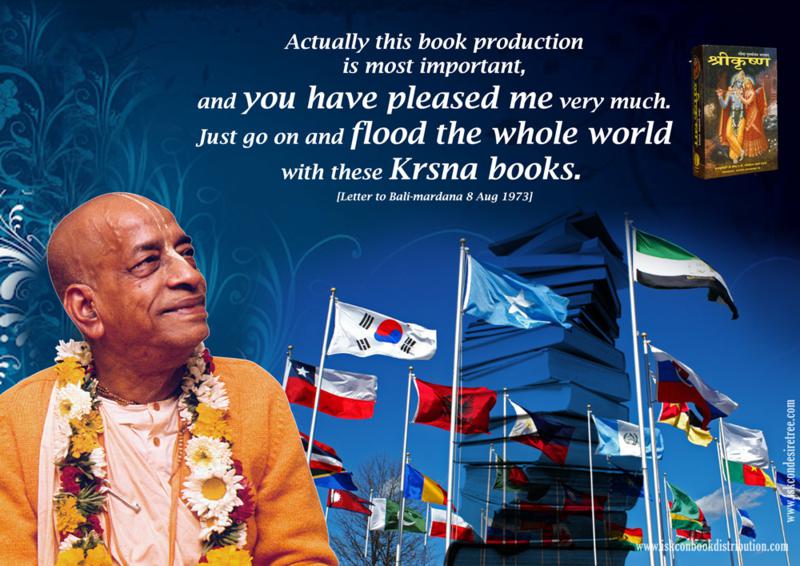 Actually this book production
is most important,
and you have pleased me very much.
Just go on and flood the whole world
with these Krsna books.
[Letter to Bali-mardana 8 Aug 1973]
श्रीकृष्ण
www.iskcondesiretree.com
www.iskconbookdistribution.com